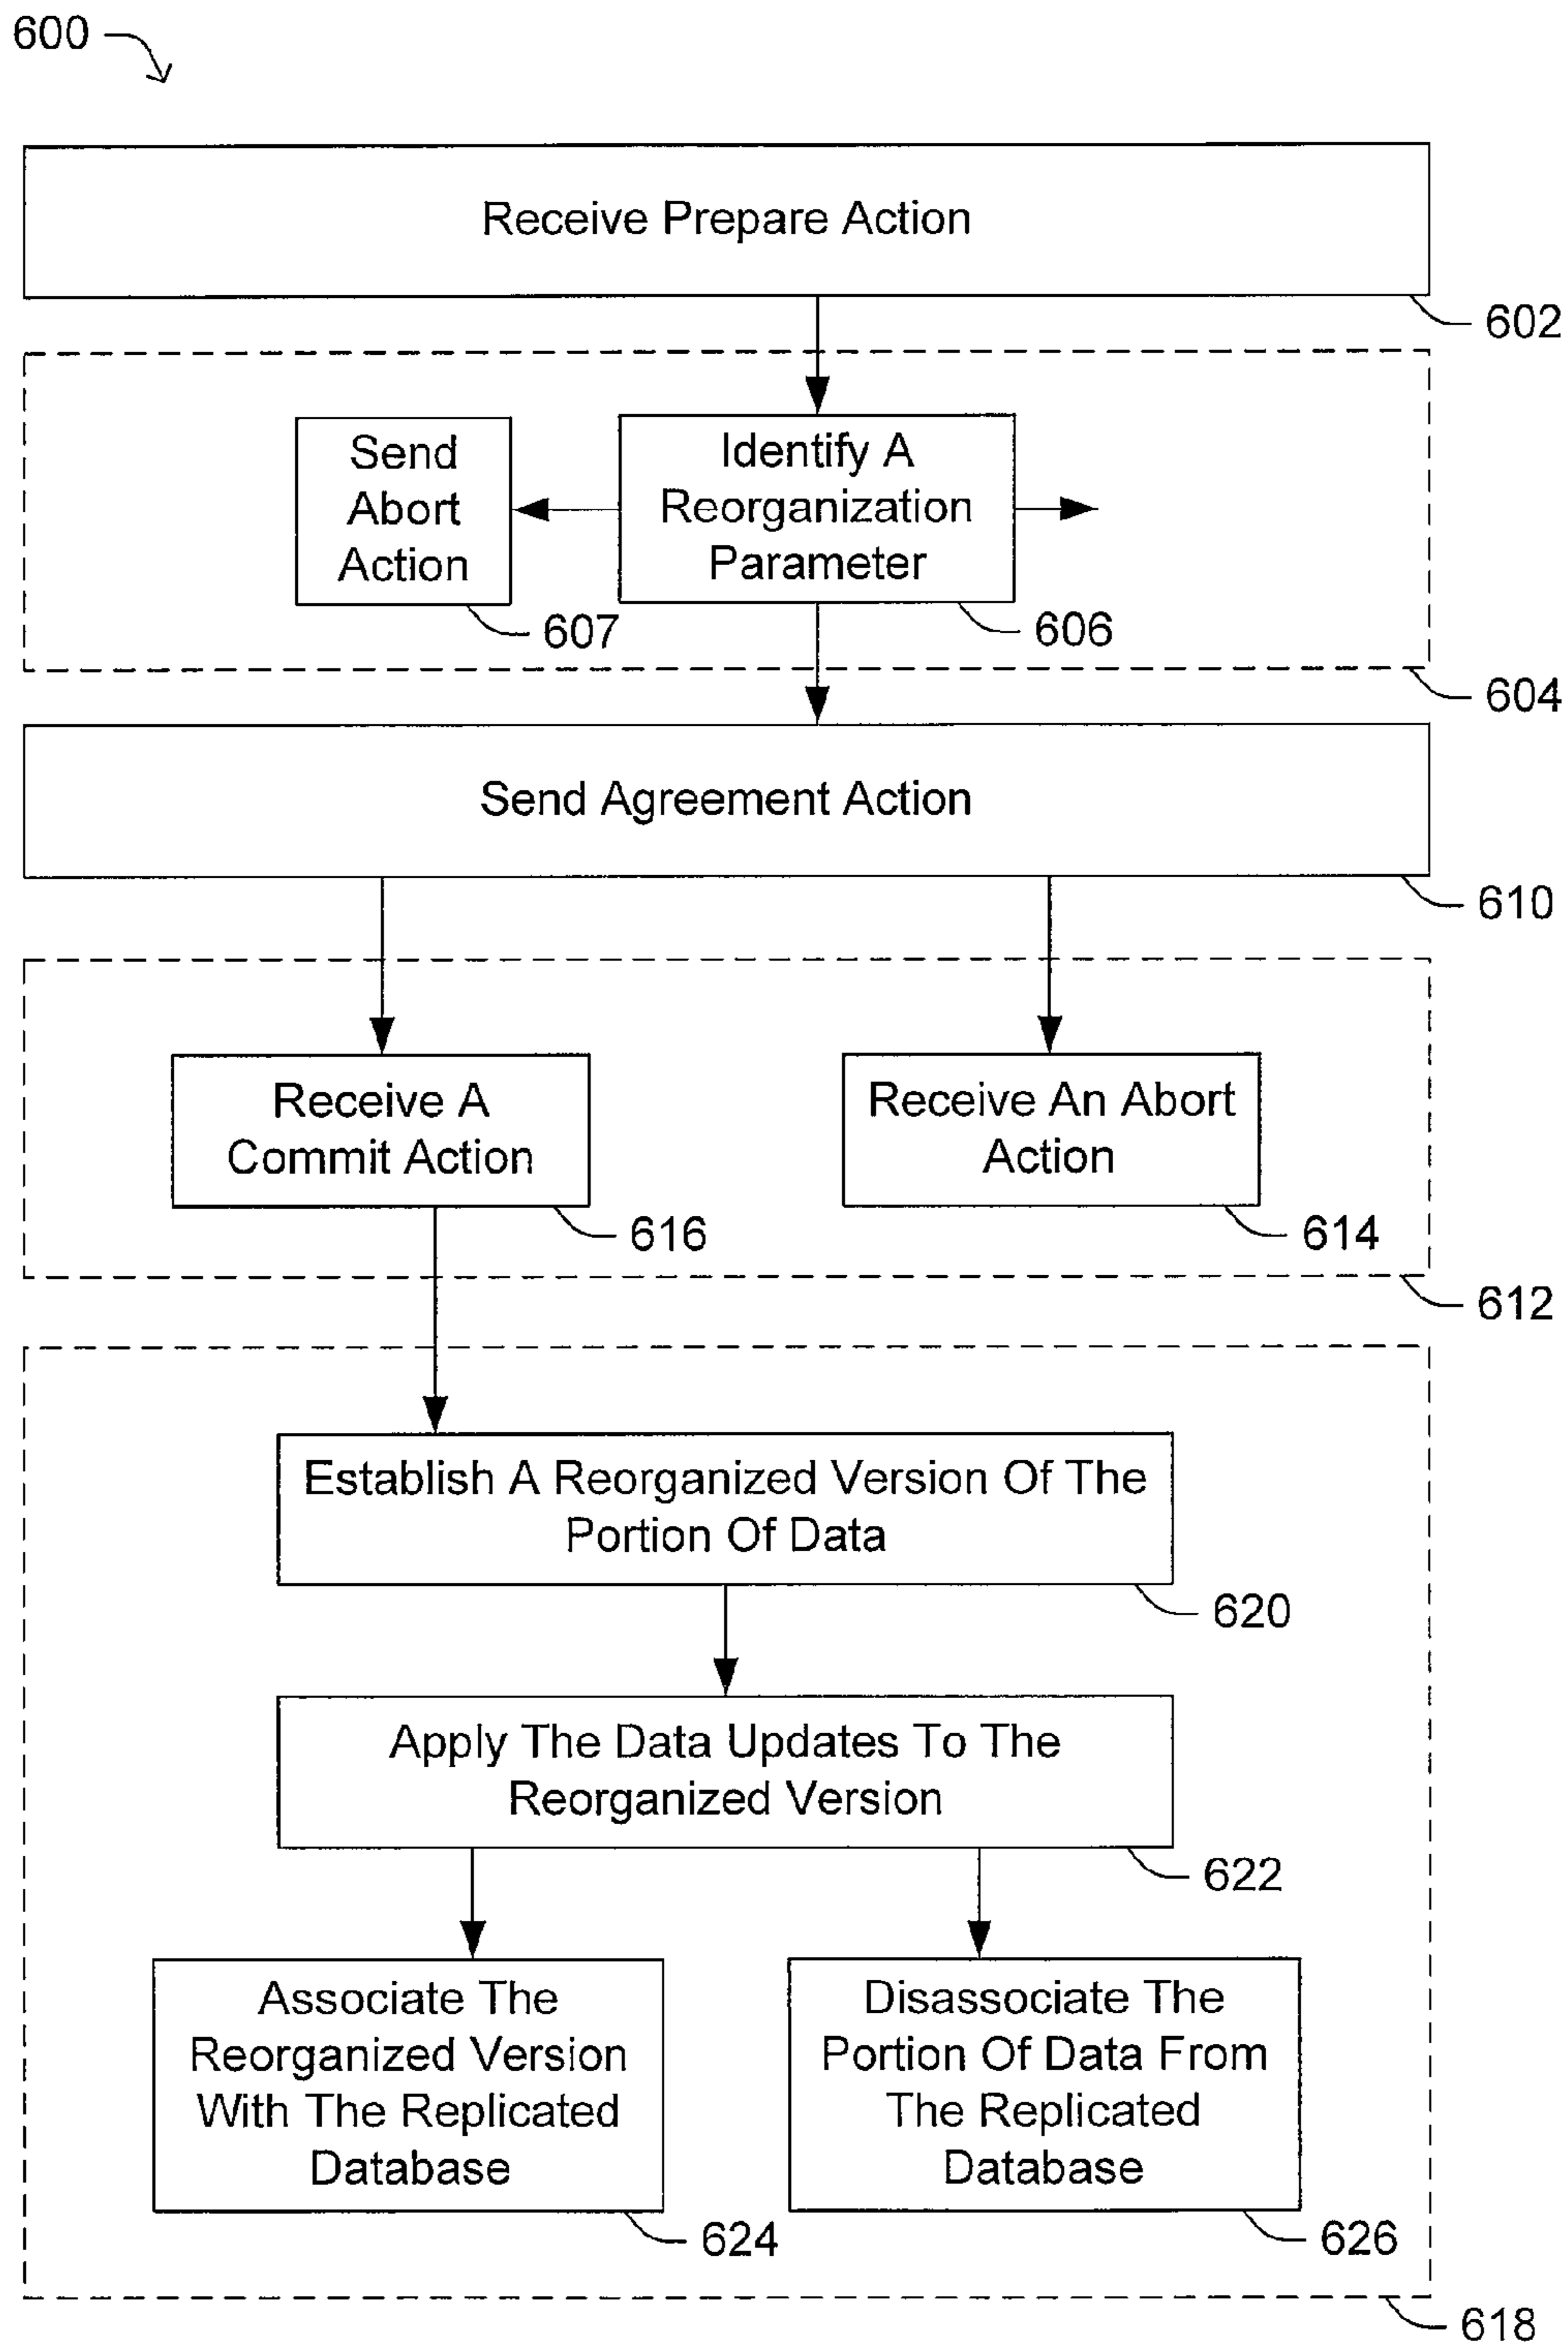 600
Receive Prepare Action
602
Send
Abort
Action
607
Identify A
Reorganization
Parameter
606
604
Send Agreement Action
610
Receive A
Commit Action
616
Receive An Abort
Action
614
612
Establish A Reorganized Version Of The
Portion Of Data
620
Apply The Data Updates To The
Reorganized Version
622
Associate The
Reorganized Version
With The Replicated
Database
624
Disassociate The
Portion Of Data From
The Replicated
Database
626
618